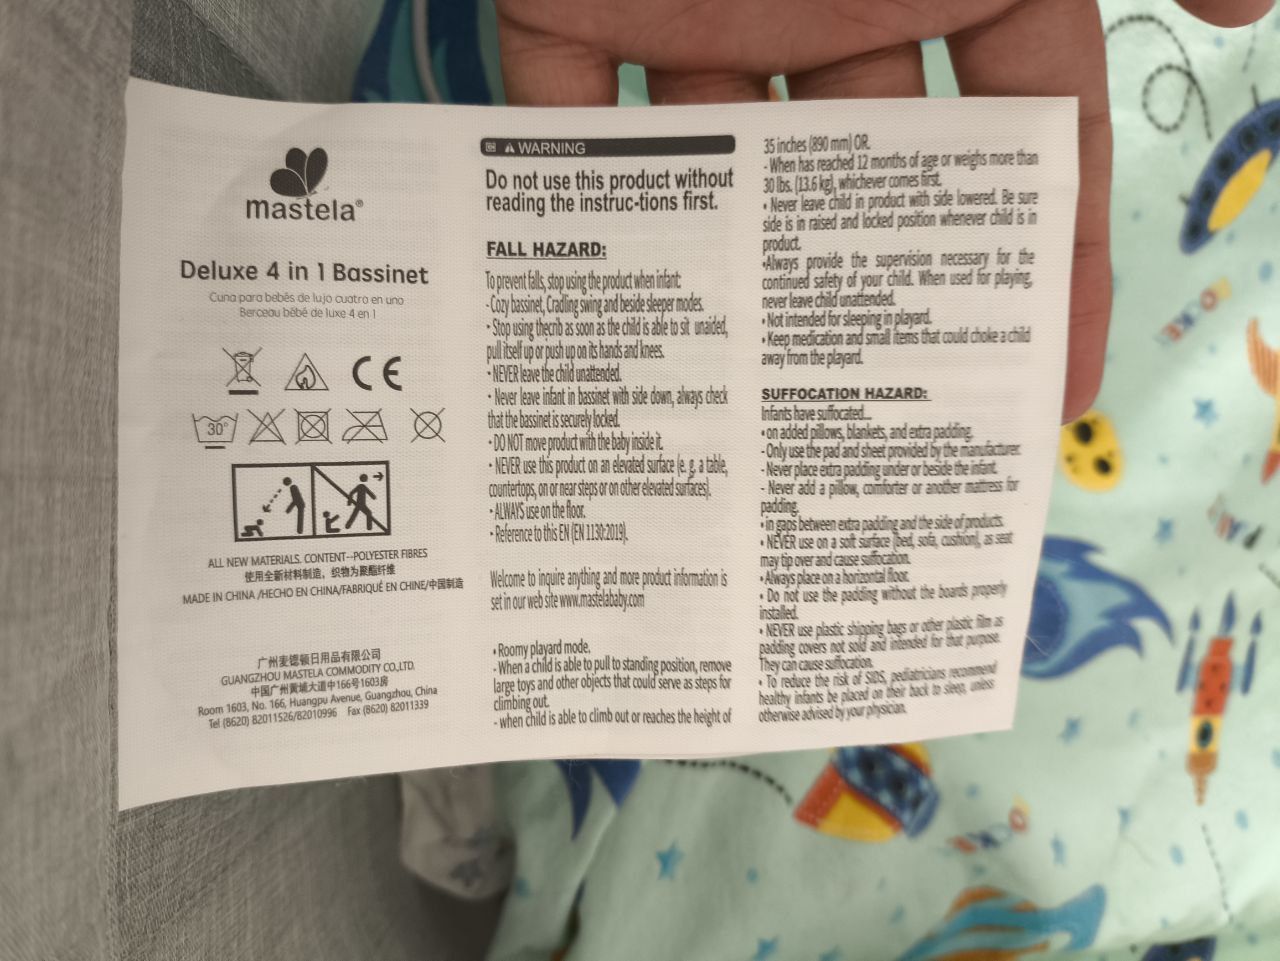 mastela®
Deluxe 4 in 1 Bassinet
Cuna para bebés de lujo cuatro en uno
Berceau bébé de luxe 4 en 1
CE
30°
ALL NEW MATERIALS. CONTENT--POLYESTER FIBRES
使用全新材料制造，织物为聚酯纤维
MADE IN CHINA /HECHO EN CHINA/FABRIQUÉ EN CHINE/中国制造
广州麦锶顿日用品有限公司
GUANGZHOU MASTELA COMMODITY CO.,LTD.
中国广州黄埔大道中166号1603房
Room 1603, No. 166, Huangpu Avenue, Guangzhou, China
Tel (8620) 82011526/82010996 Fax (8620) 82011339
WARNING
Do not use this product without
reading the instruc-tions first.
FALL HAZARD:
To prevent falls, stop using the product when infant:
- Cozy bassinet, Cradling swing and beside sleeper modes.
• Stop using thecrib as soon as the child is able to sit unaided,
pull itself up or push up on its hands and knees.
• NEVER leave the child unattended.
• Never leave infant in bassinet with side down, always check
that the bassinet is securely locked.
• DO NOT move product with the baby inside it.
• NEVER use this product on an elevated surface (e. g. a table,
countertops, on or near steps or on other elevated surfaces).
• ALWAYS use on the floor.
• Reference to this EN (EN 1130:2019).
Welcome to inquire anything and more product information is
set in our web site www.mastelababy.com
• Roomy playard mode.
- When a child is able to pull to standing position, remove
large toys and other objects that could serve as steps for
climbing out.
- when child is able to climb out or reaches the height of
35 inches (890 mm) OR.
- When has reached 12 months of age or weighs more than
30 lbs. (13.6 kg), whichever comes first.
• Never leave child in product with side lowered. Be sure
side is in raised and locked position whenever child is in
product.
•Always provide the supervision necessary for the
continued safety of your child. When used for playing,
never leave child unattended.
• Not intended for sleeping in playard.
• Keep medication and small items that could choke a child
away from the playard.
SUFFOCATION HAZARD:
Infants have suffocated...
• on added pillows, blankets, and extra padding.
- Only use the pad and sheet provided by the manufacturer.
- Never place extra padding under or beside the infant.
- Never add a pillow, comforter or another mattress for
padding.
• in gaps between extra padding and the side of products.
• NEVER use on a soft surface (bed, sofa, cushion), as seat
may tip over and cause suffocation.
• Always place on a horizontal floor.
• Do not use the padding without the boards properly
installed.
• NEVER use plastic shipping bags or other plastic film as
padding covers not sold and intended for that purpose.
They can cause suffocation.
• To reduce the risk of SIDS, pediatricians recommend
healthy infants be placed on their back to sleep, unless
otherwise advised by your physician.